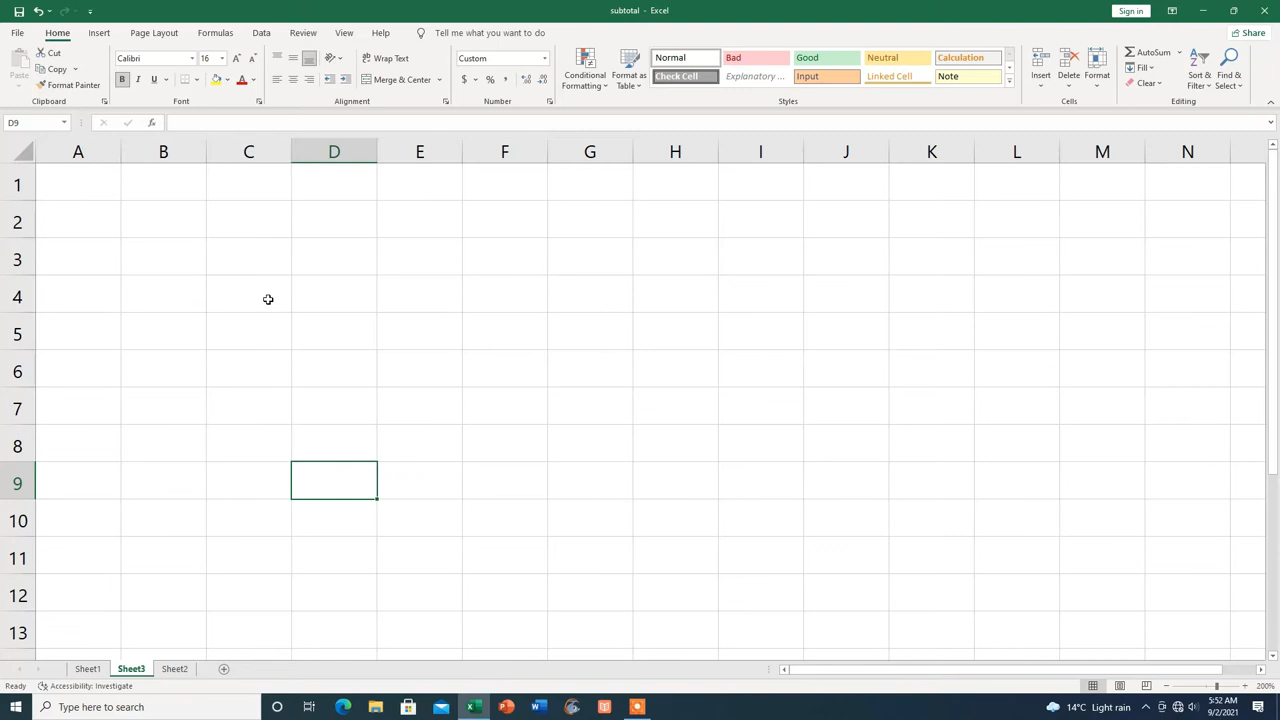 subtotal - Excel
Sign in
File Home Insert Page Layout Formulas Data Review View Help Tell me what you want to do Share
Paste
Cut
Copy
Format Painter
Clipboard
Calibri 16
B I U A
Font
Wrap Text
Merge & Center
Alignment
Custom
$ % ,
Number
Conditional Formatting
Format as Table
Normal Bad Good Neutral Calculation
Check Cell Explanatory ... Input Linked Cell Note
Styles
Insert Delete Format
Cells
AutoSum
Fill
Clear
Sort & Filter
Find & Select
Editing
D9 fx
A B C D E F G H I J K L M N
1
2
3
4
5
6
7
8
9
10
11
12
13
Sheet1 Sheet3 Sheet2
Ready Accessibility: Investigate 200%
Type here to search
14°C Light rain
5:52 AM
9/2/2021